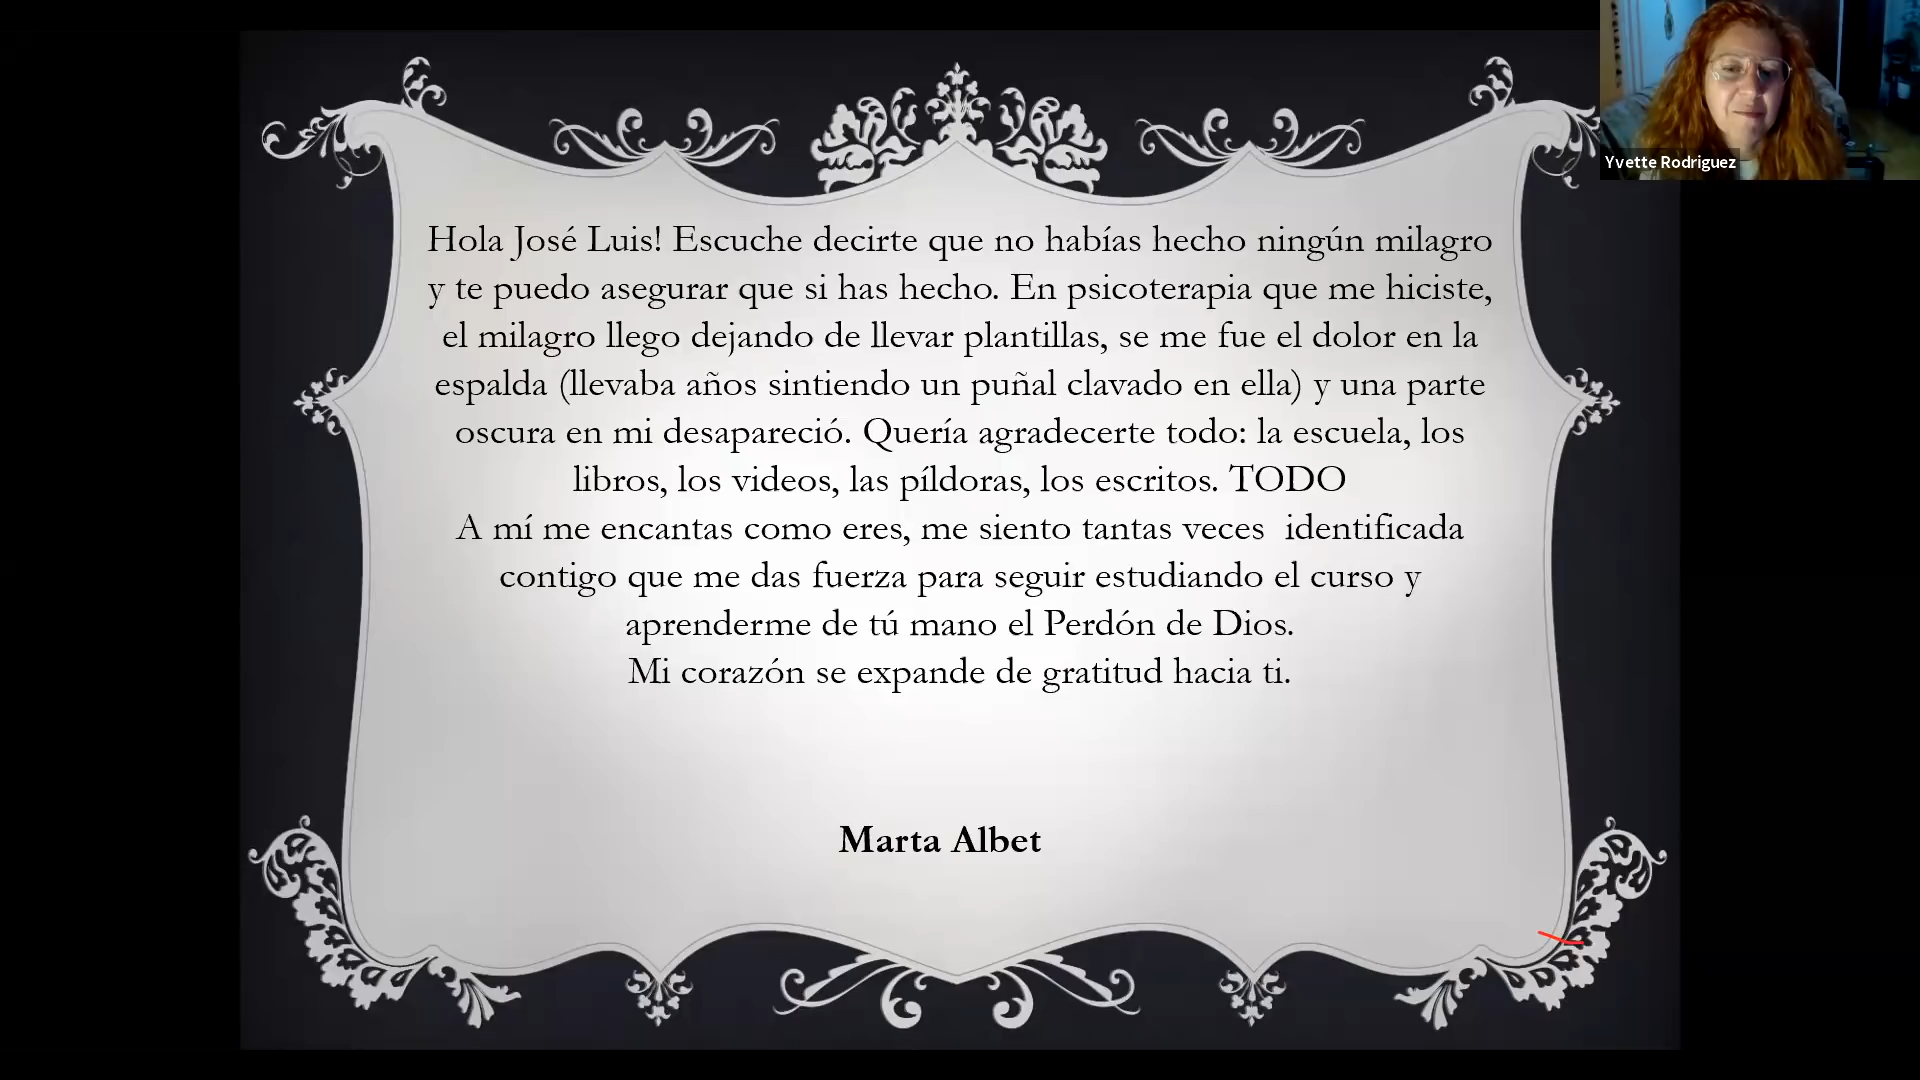 Yvette Rodriguez
Hola José Luis! Escuche decirte que no habías hecho ningún milagro
y te puedo asegurar que si has hecho. En psicoterapia que me hiciste,
el milagro llego dejando de llevar plantillas, se me fue el dolor en la
espalda (llevaba años sintiendo un puñal clavado en ella) y una parte
oscura en mi desapareció. Quería agradecerte todo: la escuela, los
libros, los videos, las píldoras, los escritos. TODO
A mí me encantas como eres, me siento tantas veces  identificada
contigo que me das fuerza para seguir estudiando el curso y
aprenderme de tú mano el Perdón de Dios.
Mi corazón se expande de gratitud hacia ti.
Marta Albet